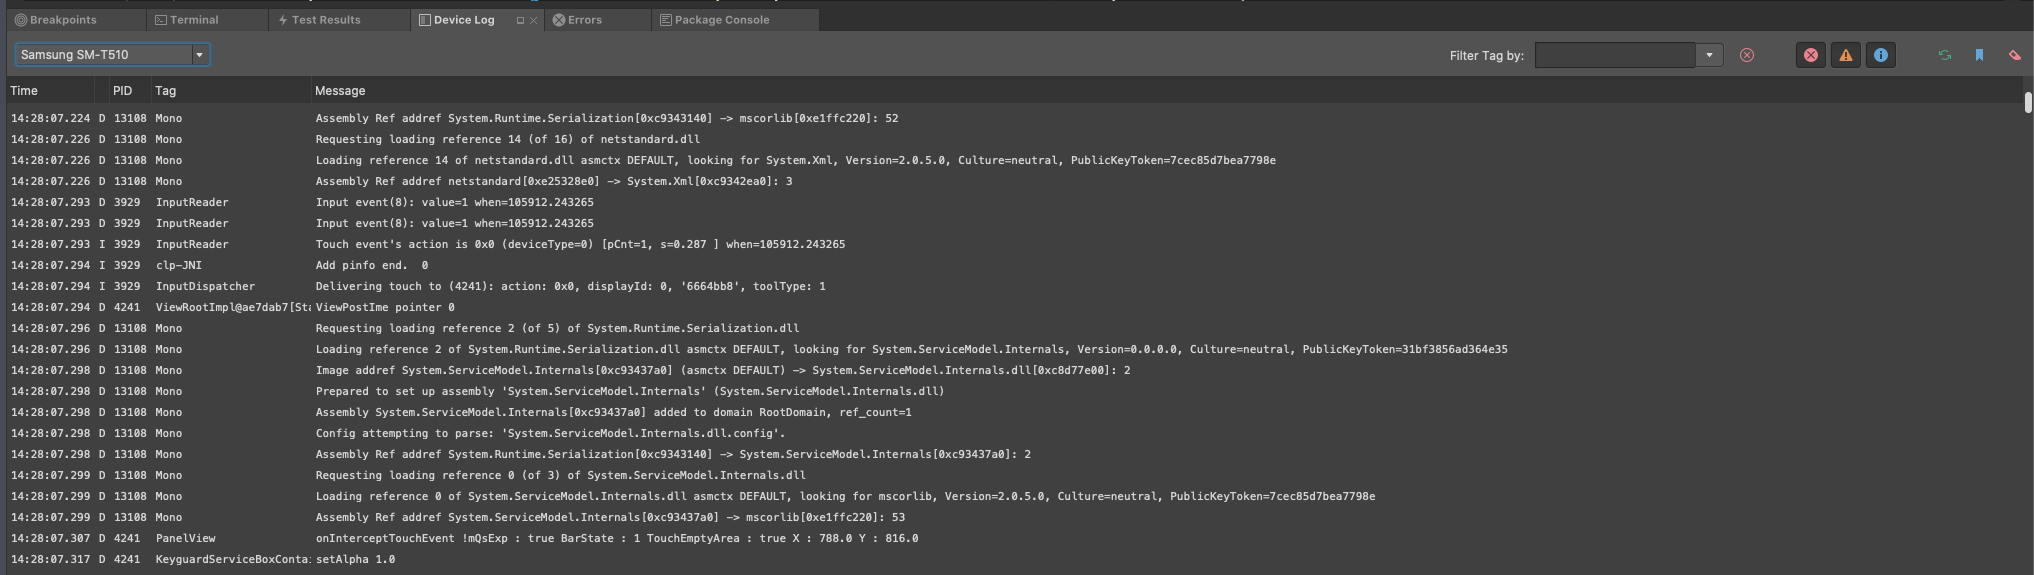 Breakpoints Terminal Test Results Device Log Errors Package Console
Samsung SM-T510 Filter Tag by:
Time PID Tag Message
14:28:07.224 D 13108 Mono Assembly Ref addref System.Runtime.Serialization[0xc9343140] -> mscorlib[0xe1ffc220]: 52
14:28:07.226 D 13108 Mono Requesting loading reference 14 (of 16) of netstandard.dll
14:28:07.226 D 13108 Mono Loading reference 14 of netstandard.dll asmctx DEFAULT, looking for System.Xml, Version=2.0.5.0, Culture=neutral, PublicKeyToken=7cec85d7bea7798e
14:28:07.226 D 13108 Mono Assembly Ref addref netstandard[0xe25328e0] -> System.Xml[0xc9342ea0]: 3
14:28:07.293 D 3929 InputReader Input event(8): value=1 when=105912.243265
14:28:07.293 D 3929 InputReader Input event(8): value=1 when=105912.243265
14:28:07.293 I 3929 InputReader Touch event's action is 0x0 (deviceType=0) [pCnt=1, s=0.287 ] when=105912.243265
14:28:07.294 I 3929 clp-JNI Add pinfo end. 0
14:28:07.294 I 3929 InputDispatcher Delivering touch to (4241): action: 0x0, displayId: 0, '6664bb8', toolType: 1
14:28:07.294 D 4241 ViewRootImpl@ae7dab7[Sta ViewPostIme pointer 0
14:28:07.296 D 13108 Mono Requesting loading reference 2 (of 5) of System.Runtime.Serialization.dll
14:28:07.296 D 13108 Mono Loading reference 2 of System.Runtime.Serialization.dll asmctx DEFAULT, looking for System.ServiceModel.Internals, Version=0.0.0.0, Culture=neutral, PublicKeyToken=31bf3856ad364e35
14:28:07.298 D 13108 Mono Image addref System.ServiceModel.Internals[0xc93437a0] (asmctx DEFAULT) -> System.ServiceModel.Internals.dll[0xc8d77e00]: 2
14:28:07.298 D 13108 Mono Prepared to set up assembly 'System.ServiceModel.Internals' (System.ServiceModel.Internals.dll)
14:28:07.298 D 13108 Mono Assembly System.ServiceModel.Internals[0xc93437a0] added to domain RootDomain, ref_count=1
14:28:07.298 D 13108 Mono Config attempting to parse: 'System.ServiceModel.Internals.dll.config'.
14:28:07.298 D 13108 Mono Assembly Ref addref System.Runtime.Serialization[0xc9343140] -> System.ServiceModel.Internals[0xc93437a0]: 2
14:28:07.299 D 13108 Mono Requesting loading reference 0 (of 3) of System.ServiceModel.Internals.dll
14:28:07.299 D 13108 Mono Loading reference 0 of System.ServiceModel.Internals.dll asmctx DEFAULT, looking for mscorlib, Version=2.0.5.0, Culture=neutral, PublicKeyToken=7cec85d7bea7798e
14:28:07.299 D 13108 Mono Assembly Ref addref System.ServiceModel.Internals[0xc93437a0] -> mscorlib[0xe1ffc220]: 53
14:28:07.307 D 4241 PanelView onInterceptTouchEvent !mQsExp : true BarState : 1 TouchEmptyArea : true X : 788.0 Y : 816.0
14:28:07.317 D 4241 KeyguardServiceBoxConta: setAlpha 1.0